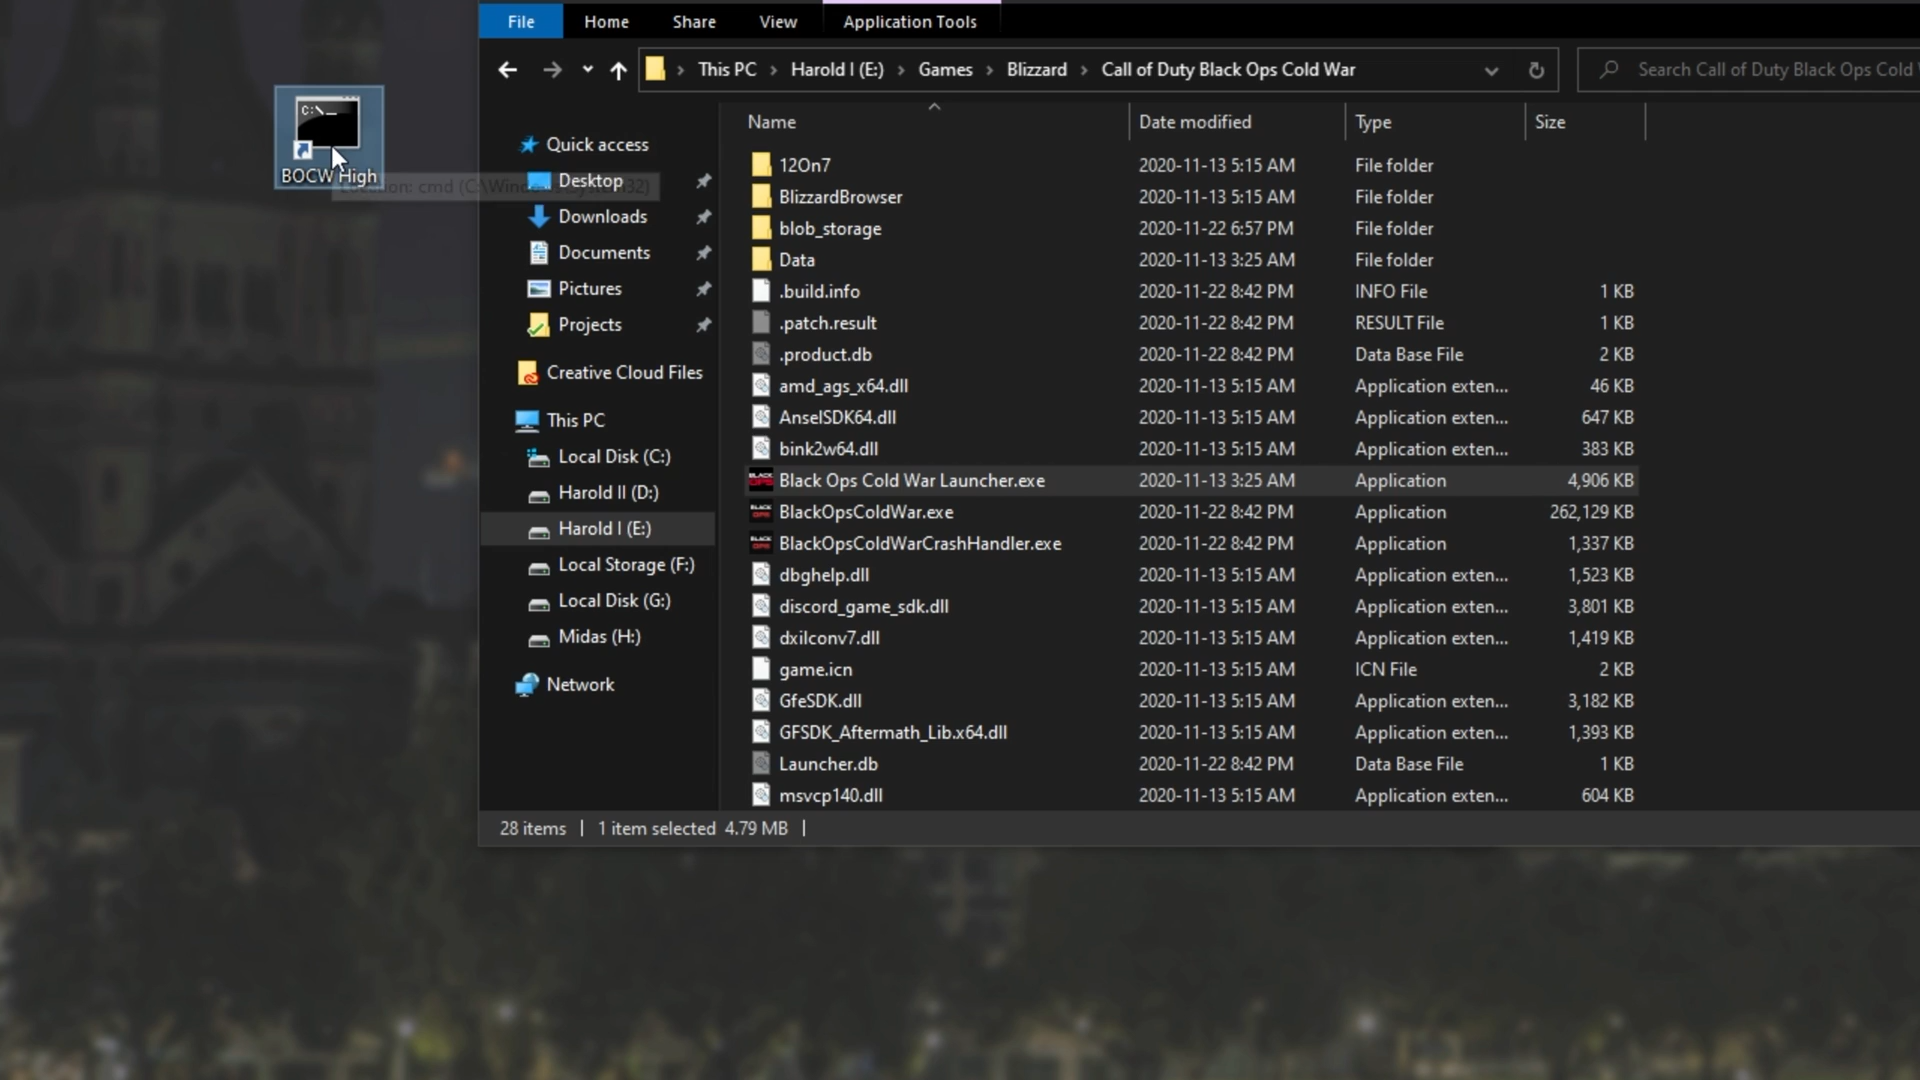 File Home Share View Application Tools
This PC Harold I (E:) Games Blizzard Call of Duty Black Ops Cold War Search Call of Duty Black Ops Cold
BOCW High
Location: cmd (C:\Windows\System32)
Quick access
Desktop
Downloads
Documents
Pictures
Projects
Creative Cloud Files
This PC
Local Disk (C:)
Harold II (D:)
Harold I (E:)
Local Storage (F:)
Local Disk (G:)
Midas (H:)
Network
Name Date modified Type Size
12On7 2020-11-13 5:15 AM File folder
BlizzardBrowser 2020-11-13 5:15 AM File folder
blob_storage 2020-11-22 6:57 PM File folder
Data 2020-11-13 3:25 AM File folder
.build.info 2020-11-22 8:42 PM INFO File 1 KB
.patch.result 2020-11-22 8:42 PM RESULT File 1 KB
.product.db 2020-11-22 8:42 PM Data Base File 2 KB
amd_ags_x64.dll 2020-11-13 5:15 AM Application exten... 46 KB
AnselSDK64.dll 2020-11-13 5:15 AM Application exten... 647 KB
bink2w64.dll 2020-11-13 5:15 AM Application exten... 383 KB
Black Ops Cold War Launcher.exe 2020-11-13 3:25 AM Application 4,906 KB
BlackOpsColdWar.exe 2020-11-22 8:42 PM Application 262,129 KB
BlackOpsColdWarCrashHandler.exe 2020-11-22 8:42 PM Application 1,337 KB
dbghelp.dll 2020-11-13 5:15 AM Application exten... 1,523 KB
discord_game_sdk.dll 2020-11-13 5:15 AM Application exten... 3,801 KB
dxilconv7.dll 2020-11-13 5:15 AM Application exten... 1,419 KB
game.icn 2020-11-13 5:15 AM ICN File 2 KB
GfeSDK.dll 2020-11-13 5:15 AM Application exten... 3,182 KB
GFSDK_Aftermath_Lib.x64.dll 2020-11-13 5:15 AM Application exten... 1,393 KB
Launcher.db 2020-11-22 8:42 PM Data Base File 1 KB
msvcp140.dll 2020-11-13 5:15 AM Application exten... 604 KB
28 items 1 item selected 4.79 MB